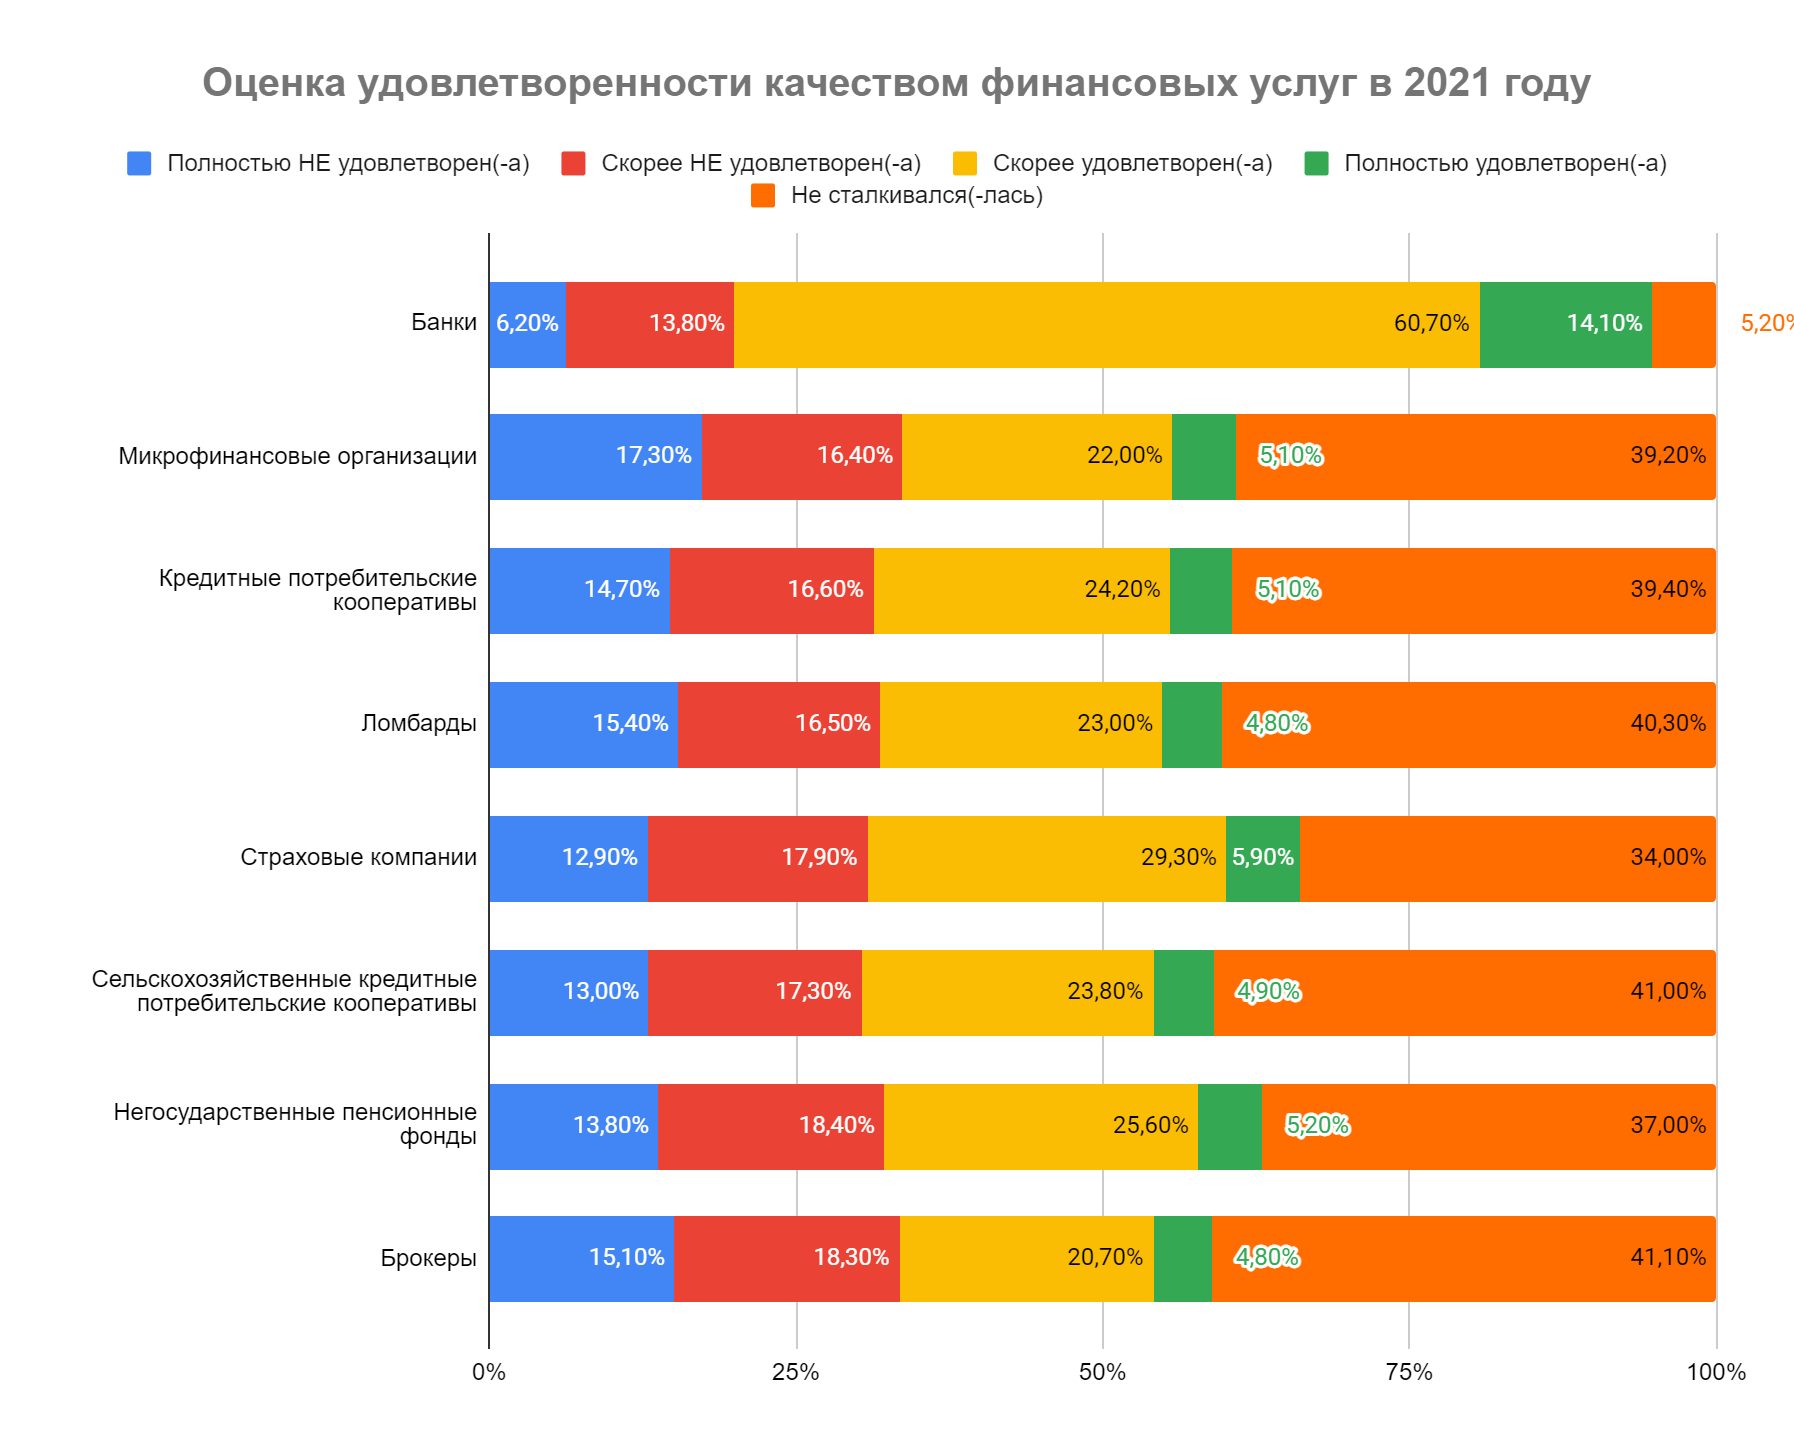 Оценка удовлетворенности качеством финансовых услуг в 2021 году
Полностью НЕ удовлетворен(-а) Скорее НЕ удовлетворен(-а) Скорее удовлетворен(-а) Полностью удовлетворен(-а)
Не сталкивался(-лась)
Банки 6,20% 13,80% 60,70% 14,10% 5,20%
Микрофинансовые организации 17,30% 16,40% 22,00% 5,10% 39,20%
Кредитные потребительские
кооперативы 14,70% 16,60% 24,20% 5,10% 39,40%
Ломбарды 15,40% 16,50% 23,00% 4,80% 40,30%
Страховые компании 12,90% 17,90% 29,30% 5,90% 34,00%
Сельскохозяйственные кредитные
потребительские кооперативы 13,00% 17,30% 23,80% 4,90% 41,00%
Негосударственные пенсионные
фонды 13,80% 18,40% 25,60% 5,20% 37,00%
Брокеры 15,10% 18,30% 20,70% 4,80% 41,10%
0% 25% 50% 75% 100%